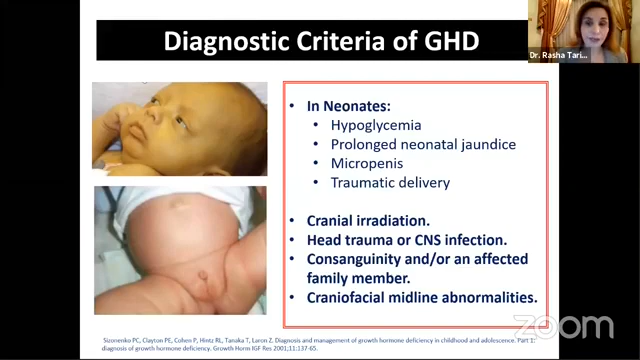 Diagnostic Criteria of GHD
Dr. Rasha Tari...
• In Neonates:
• Hypoglycemia
• Prolonged neonatal jaundice
• Micropenis
• Traumatic delivery
• Cranial irradiation.
• Head trauma or CNS infection.
• Consanguinity and/or an affected
family member.
• Craniofacial midline abnormalities.
zoom
Sizonenko PC, Clayton PE, Cohen P, Hintz RL, Tanaka T, Laron Z. Diagnosis and management of growth hormone deficiency in childhood and adolescence. Part 1:
diagnosis of growth hormone deficiency. Growth Horm IGF Res 2001;11:137-65.